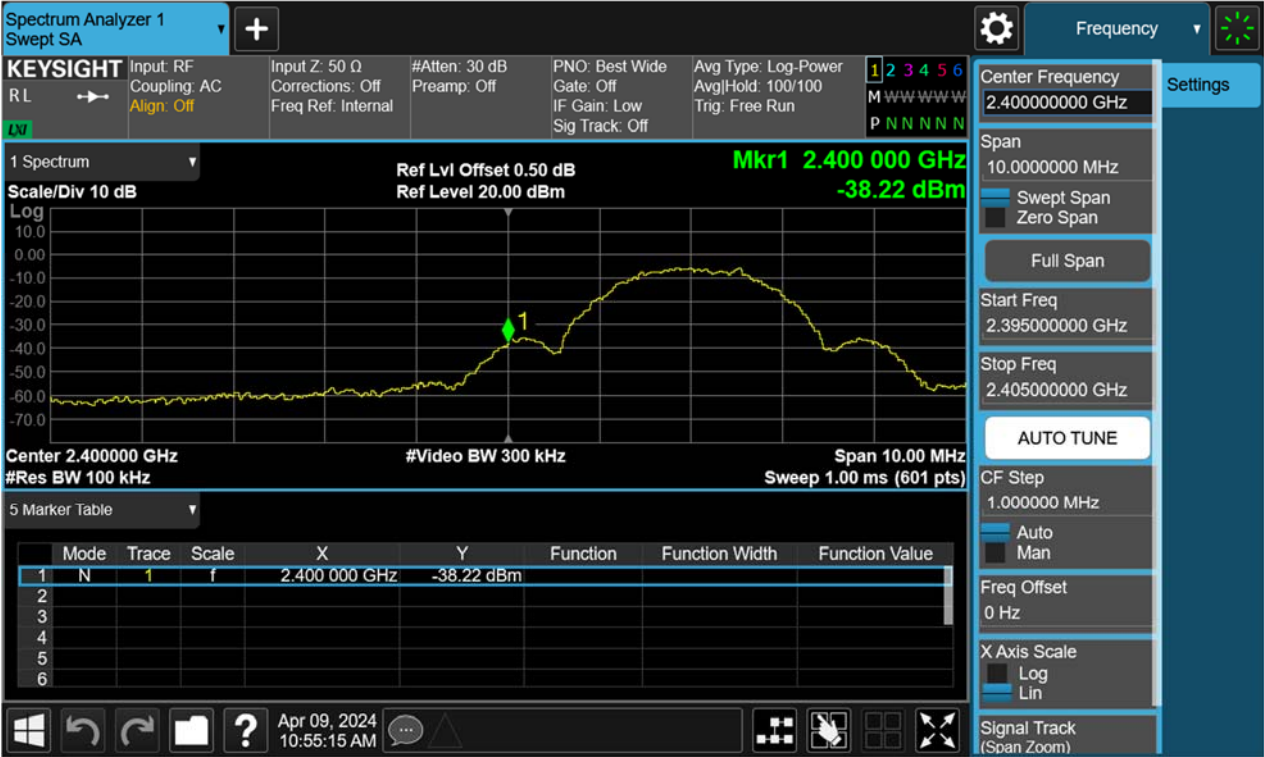 Spectrum Analyzer 1
Swept SA
Frequency
KEYSIGHT
RL
LXI
Input: RF
Coupling: AC
Align: Off
Input Z: 50 Ω
Corrections: Off
Freq Ref: Internal
#Atten: 30 dB
Preamp: Off
PNO: Best Wide
Gate: Off
IF Gain: Low
Sig Track: Off
Avg Type: Log-Power
Avg|Hold: 100/100
Trig: Free Run
1 2 3 4 5 6
M W W W W W
P N N N N N
1 Spectrum
Scale/Div 10 dB
Ref Lvl Offset 0.50 dB
Ref Level 20.00 dBm
Mkr1 2.400 000 GHz
-38.22 dBm
Log
10.0
0.00
-10.0
-20.0
-30.0
-40.0
-50.0
-60.0
-70.0
1
Center 2.400000 GHz
#Video BW 300 kHz
Span 10.00 MHz
#Res BW 100 kHz
Sweep 1.00 ms (601 pts)
5 Marker Table
Mode Trace Scale X Y Function Function Width Function Value
1 N 1 f 2.400 000 GHz -38.22 dBm
2
3
4
5
6
?
Apr 09, 2024
10:55:15 AM
Settings
Center Frequency
2.400000000 GHz
Span
10.0000000 MHz
Swept Span
Zero Span
Full Span
Start Freq
2.395000000 GHz
Stop Freq
2.405000000 GHz
AUTO TUNE
CF Step
1.000000 MHz
Auto
Man
Freq Offset
0 Hz
X Axis Scale
Log
Lin
Signal Track
(Span Zoom)